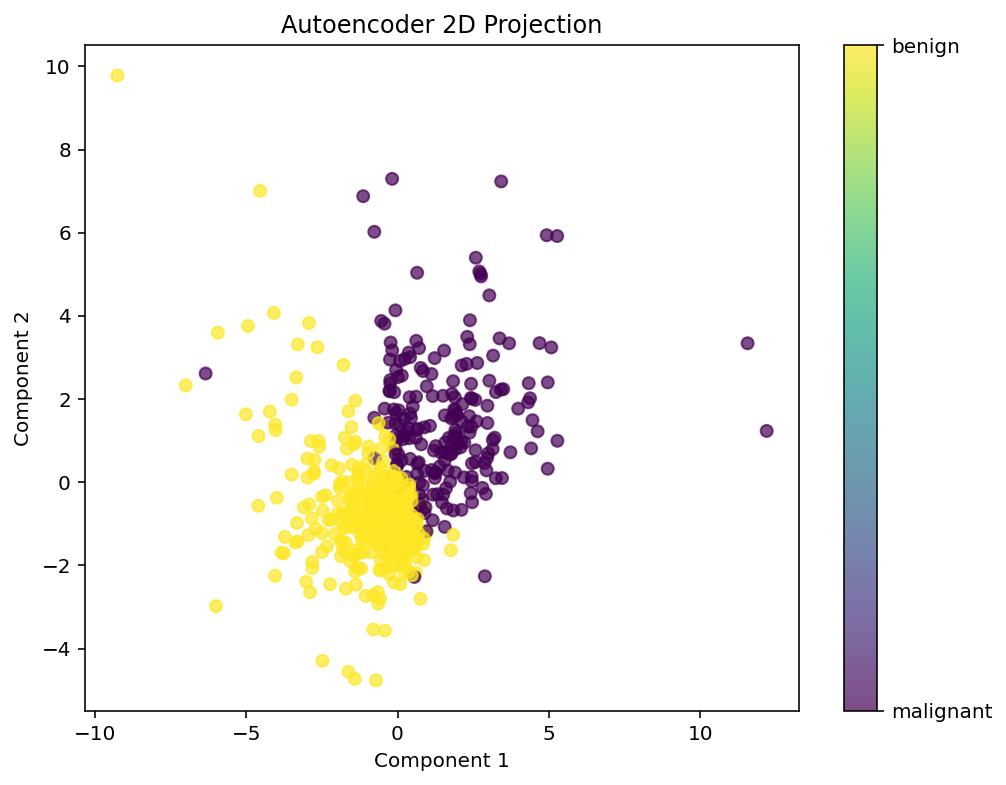 Autoencoder 2D Projection
benign
10
8
6
4
2
0
−2
−4
Component 2
malignant
−10
−5
0
5
10
Component 1